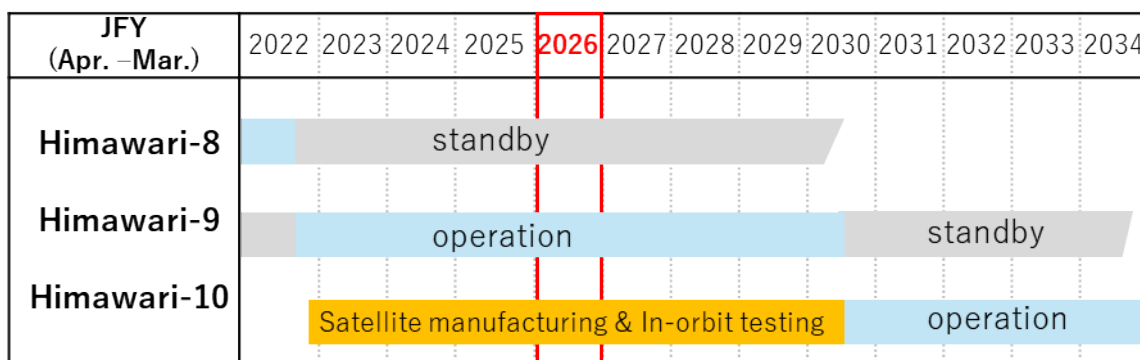 JFY
(Apr. –Mar.)
2022 2023 2024 2025 2026 2027 2028 2029 2030 2031 2032 2033 2034
Himawari-8
standby
Himawari-9
operation
standby
Himawari-10
Satellite manufacturing & In-orbit testing
operation